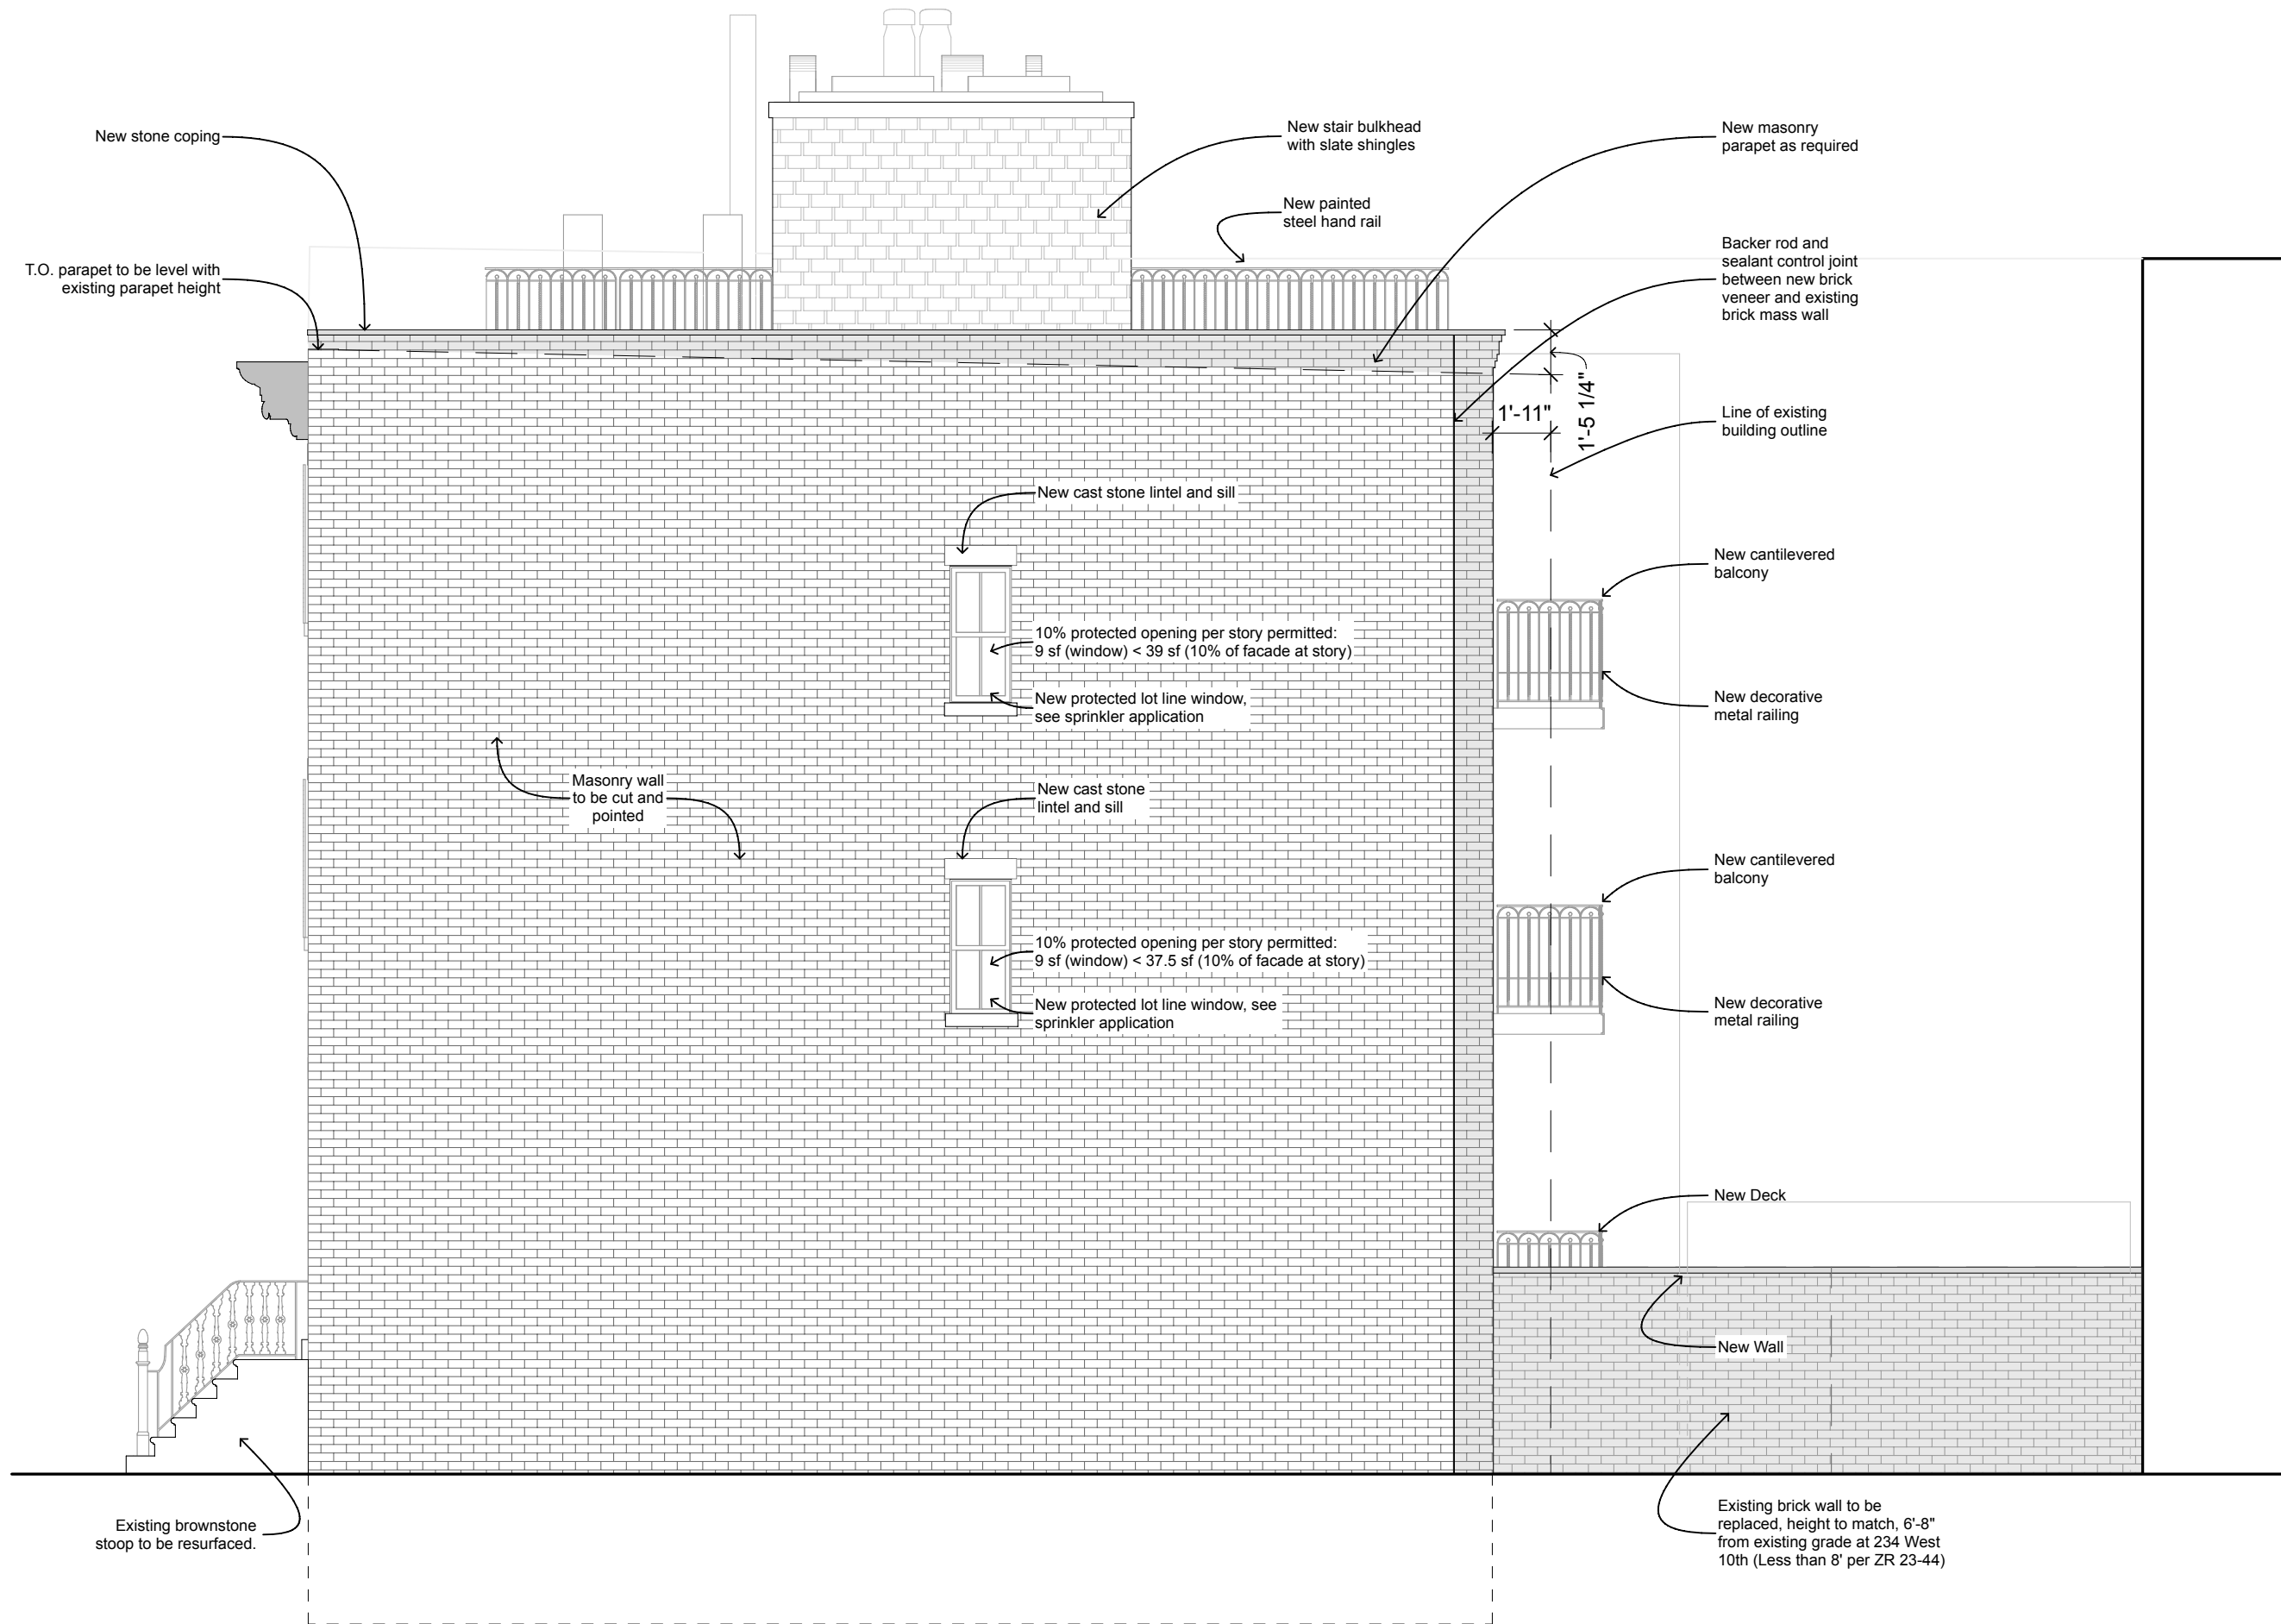 New stone coping
T.O. parapet to be level with
existing parapet height
New stair bulkhead
with slate shingles
New painted
steel hand rail
New masonry
parapet as required
Backer rod and
sealant control joint
between new brick
veneer and existing
brick mass wall
1'-11"
1'-5 1/4"
Line of existing
building outline
New cast stone lintel and sill
10% protected opening per story permitted:
9 sf (window) < 39 sf (10% of facade at story)
New protected lot line window,
see sprinkler application
New cantilevered
balcony
New decorative
metal railing
Masonry wall
to be cut and
pointed
New cast stone
lintel and sill
10% protected opening per story permitted:
9 sf (window) < 37.5 sf (10% of facade at story)
New protected lot line window, see
sprinkler application
New cantilevered
balcony
New decorative
metal railing
New Deck
New Wall
Existing brownstone
stoop to be resurfaced.
Existing brick wall to be
replaced, height to match, 6'-8"
from existing grade at 234 West
10th (Less than 8' per ZR 23-44)